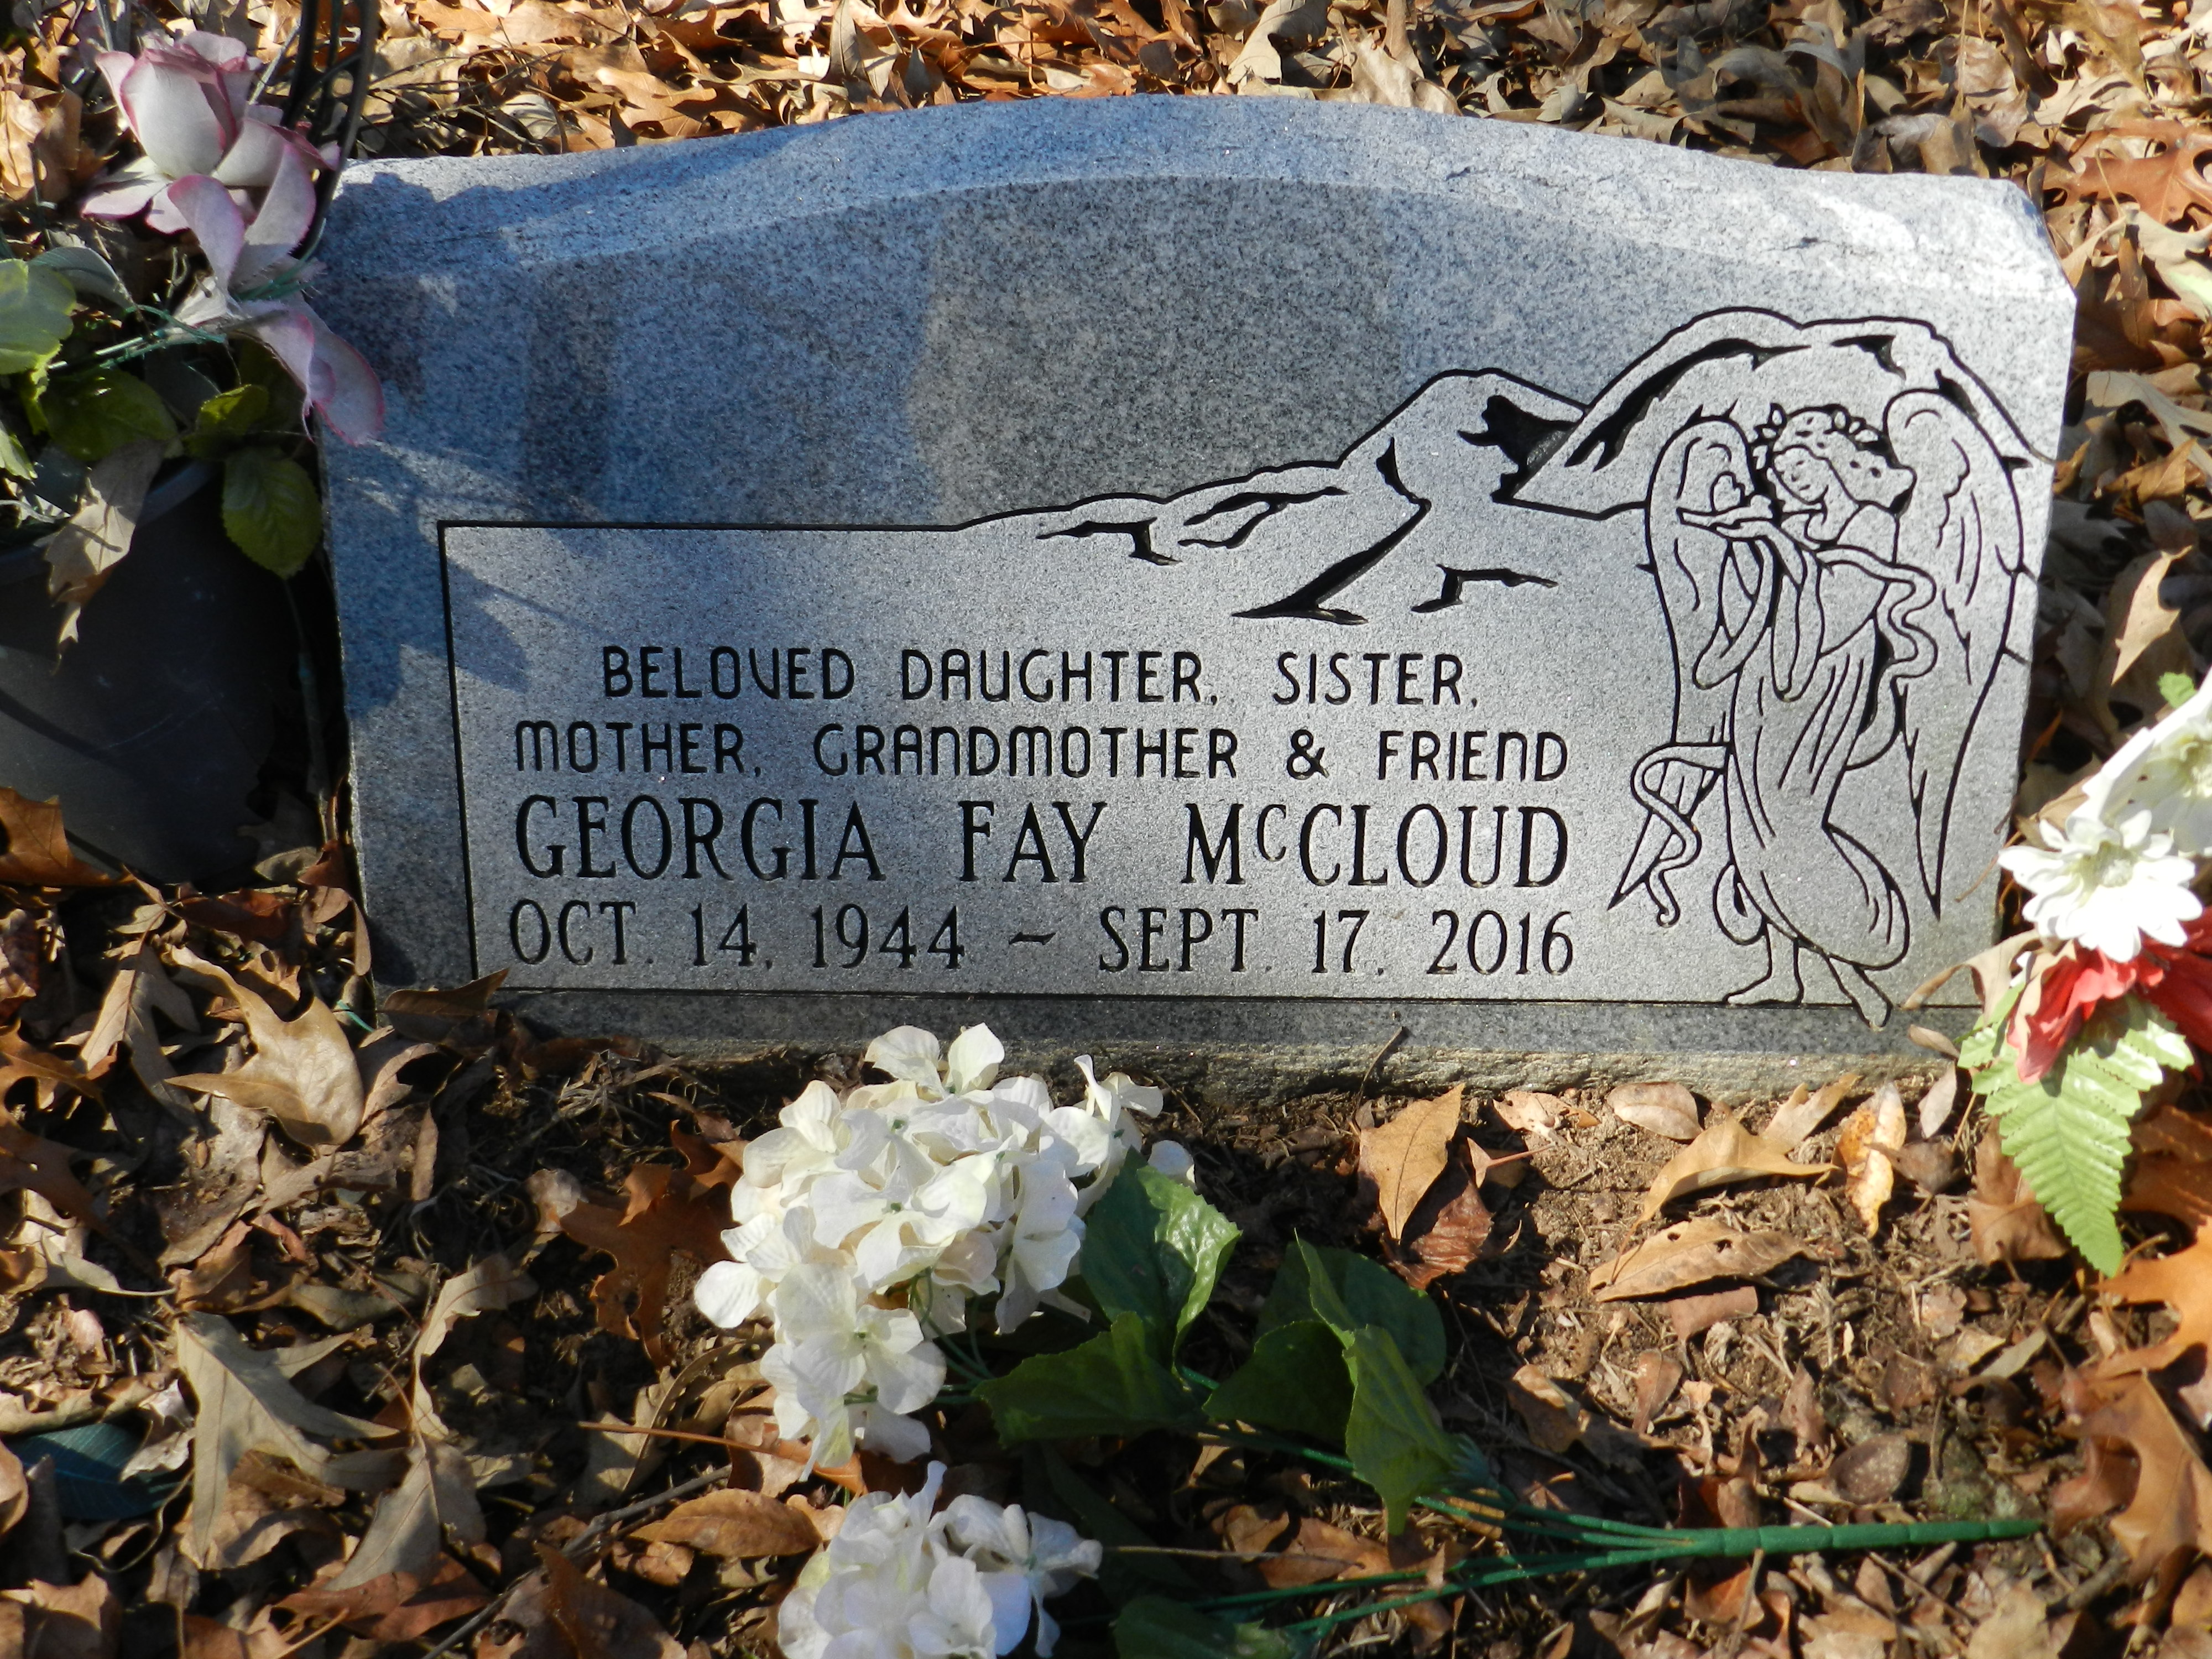 BELOVED DAUGHTER, SISTER,
MOTHER, GRANDMOTHER & FRIEND
GEORGIA FAY McCLOUD
OCT. 14, 1944 ~ SEPT. 17, 2016